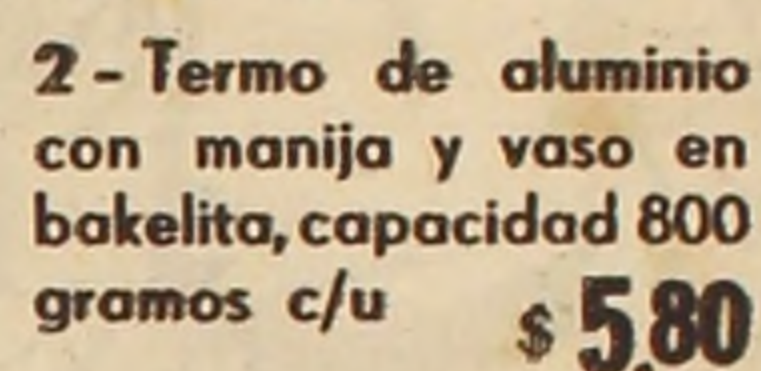 2 - Termo de aluminio
con manija y vaso en
bakelita, capacidad 800
gramos c/u $ 5,80